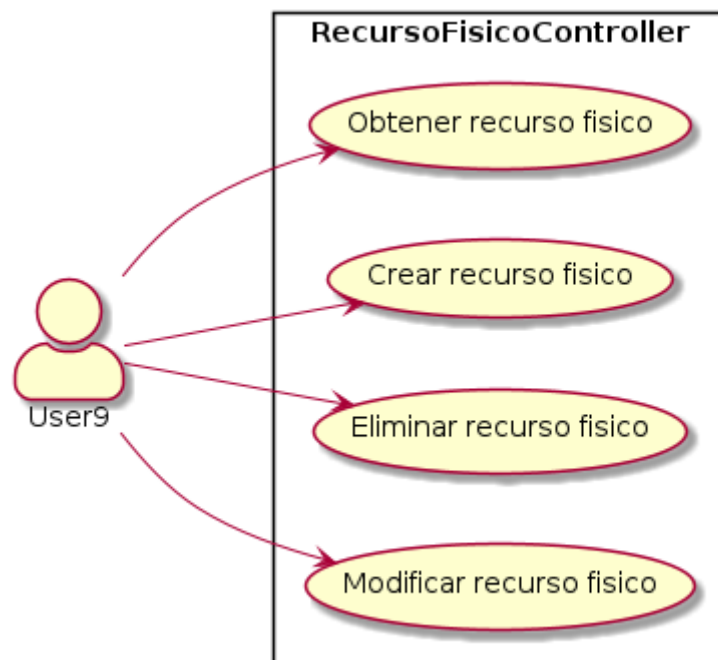 RecursoFisicoController
Obtener recurso fisico
Crear recurso fisico
Eliminar recurso fisico
User9
Modificar recurso fisico